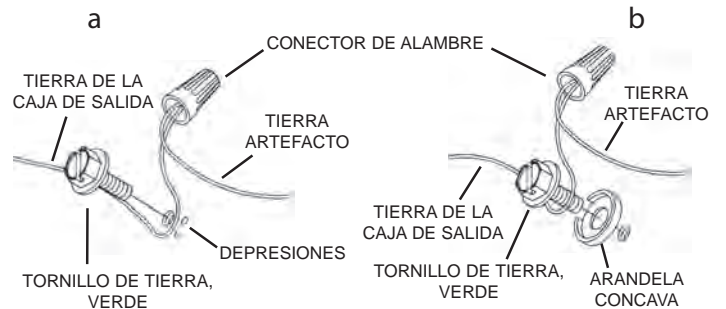 a
b
CONECTOR DE ALAMBRE
TIERRA DE LA
CAJA DE SALIDA
TIERRA
ARTEFACTO
DEPRESIONES
TORNILLO DE TIERRA,
VERDE
TIERRA
ARTEFACTO
TIERRA DE LA
CAJA DE SALIDA
TORNILLO DE TIERRA,
VERDE
ARANDELA
CONCAVA